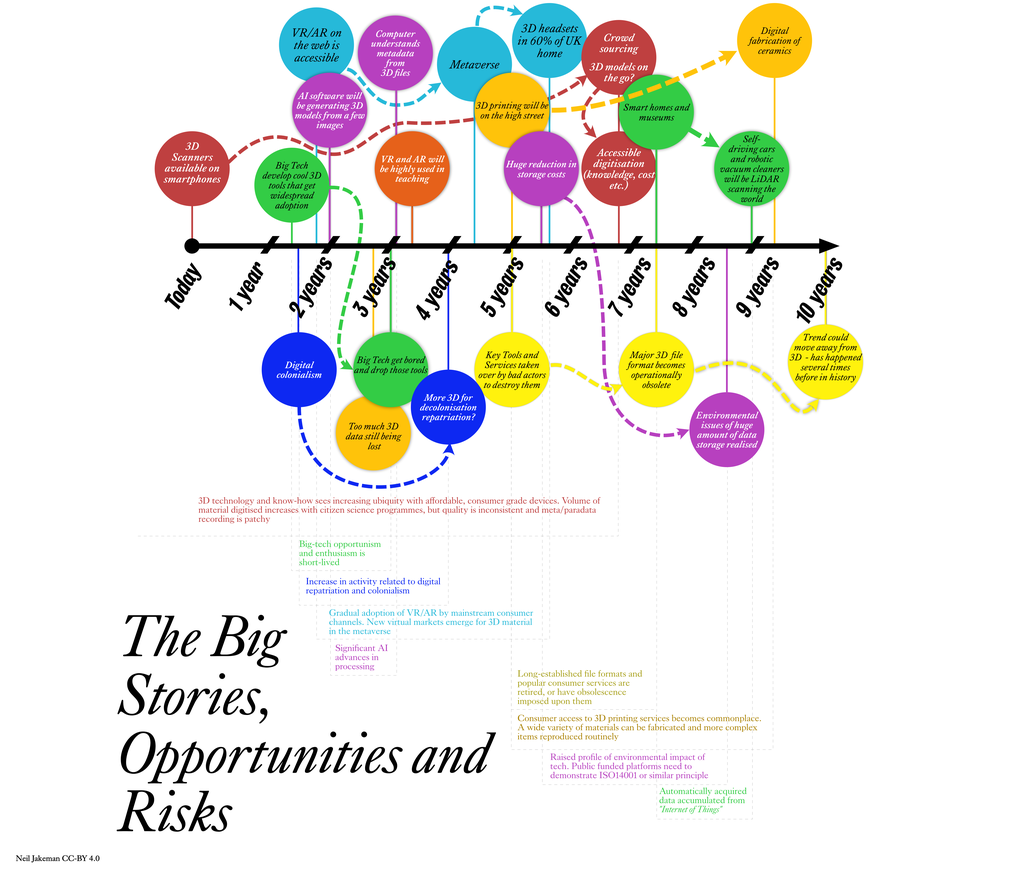 VR/AR on
the web is
accessible
Computer
understands
metadata
from
3D files
Metaverse
3D headsets
in 60% of UK
home
Crowd
sourcing
3D models on
the go?
Digital
fabrication of
ceramics
AI software will
be generating 3D
models from a few
images
3D printing will be
on the high street
Smart homes and
museums
3D
Scanners
available on
smartphones
Big Tech
develop cool 3D
tools that get
widespread
adoption
VR and AR will
be highly used in
teaching
Huge reduction in
storage costs
Accessible
digitisation
(knowledge, cost
etc.)
Self-
driving cars
and robotic
vacuum cleaners
will be LiDAR
scanning the
world
Today
1 year
2 years
3 years
4 years
5 years
6 years
7 years
8 years
9 years
10 years
Digital
colonialism
Big Tech get bored
and drop those tools
Too much 3D
data still being
lost
More 3D for
decolonisation
repatriation?
Key Tools and
Services taken
over by bad actors
to destroy them
Major 3D file
format becomes
operationally
obsolete
Environmental
issues of huge
amount of data
storage realised
Trend could
move away from
3D - has happened
several times
before in history
3D technology and know-how sees increasing ubiquity with affordable, consumer grade devices. Volume of
material digitised increases with citizen science programmes, but quality is inconsistent and meta/paradata
recording is patchy
Big-tech opportunism
and enthusiasm is
short-lived
Increase in activity related to digital
repatriation and colonialism
Gradual adoption of VR/AR by mainstream consumer
channels. New virtual markets emerge for 3D material
in the metaverse
Significant AI
advances in
processing
Long-established file formats and
popular consumer services are
retired, or have obsolescence
imposed upon them
Consumer access to 3D printing services becomes commonplace.
A wide variety of materials can be fabricated and more complex
items reproduced routinely
Raised profile of environmental impact of
tech. Public funded platforms need to
demonstrate ISO14001 or similar principle
Automatically acquired
data accumulated from
"Internet of Things"
The Big
Stories,
Opportunities and
Risks
Neil Jakeman CC-BY 4.0